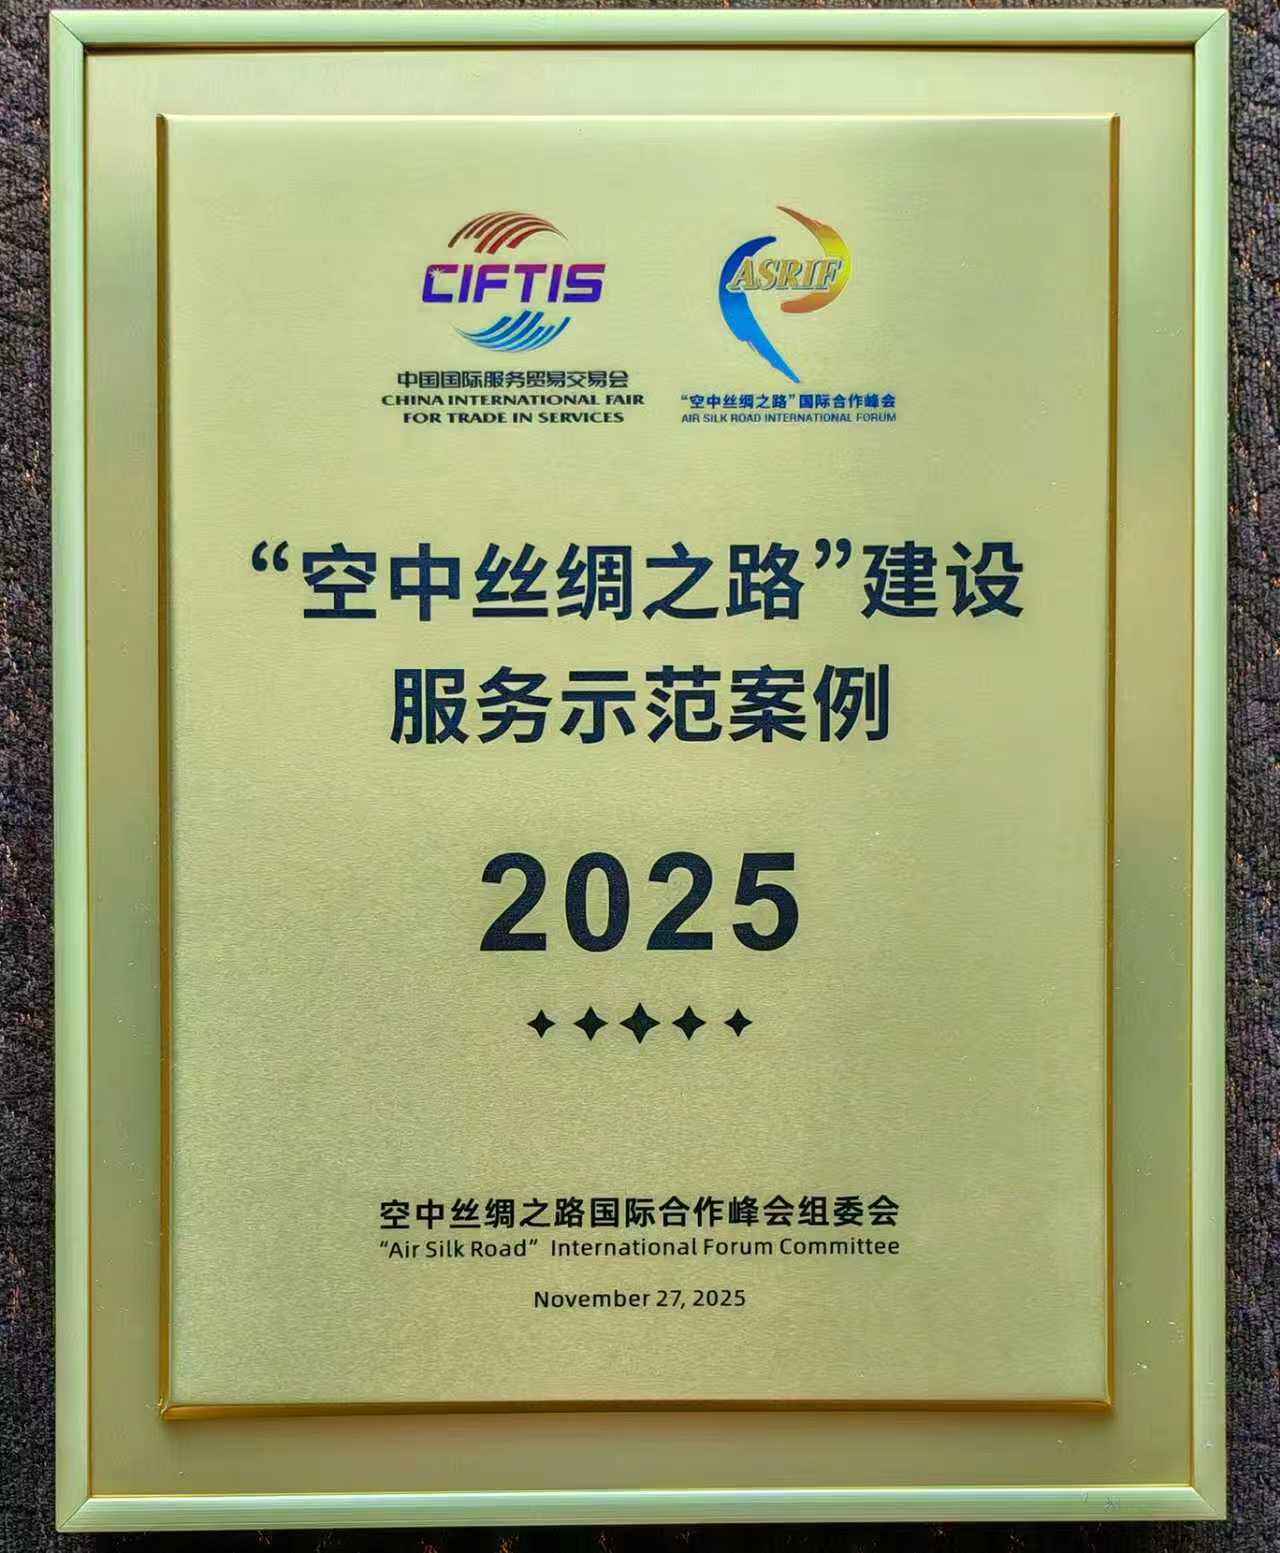 CIFTIS
中国国际服务贸易交易会
CHINA INTERNATIONAL FAIR
FOR TRADE IN SERVICES
ASRIF
“空中丝绸之路”国际合作峰会
AIR SILK ROAD INTERNATIONAL FORUM
“空中丝绸之路”建设
服务示范案例
2025
空中丝绸之路国际合作峰会组委会
“Air Silk Road” International Forum Committee
November 27, 2025